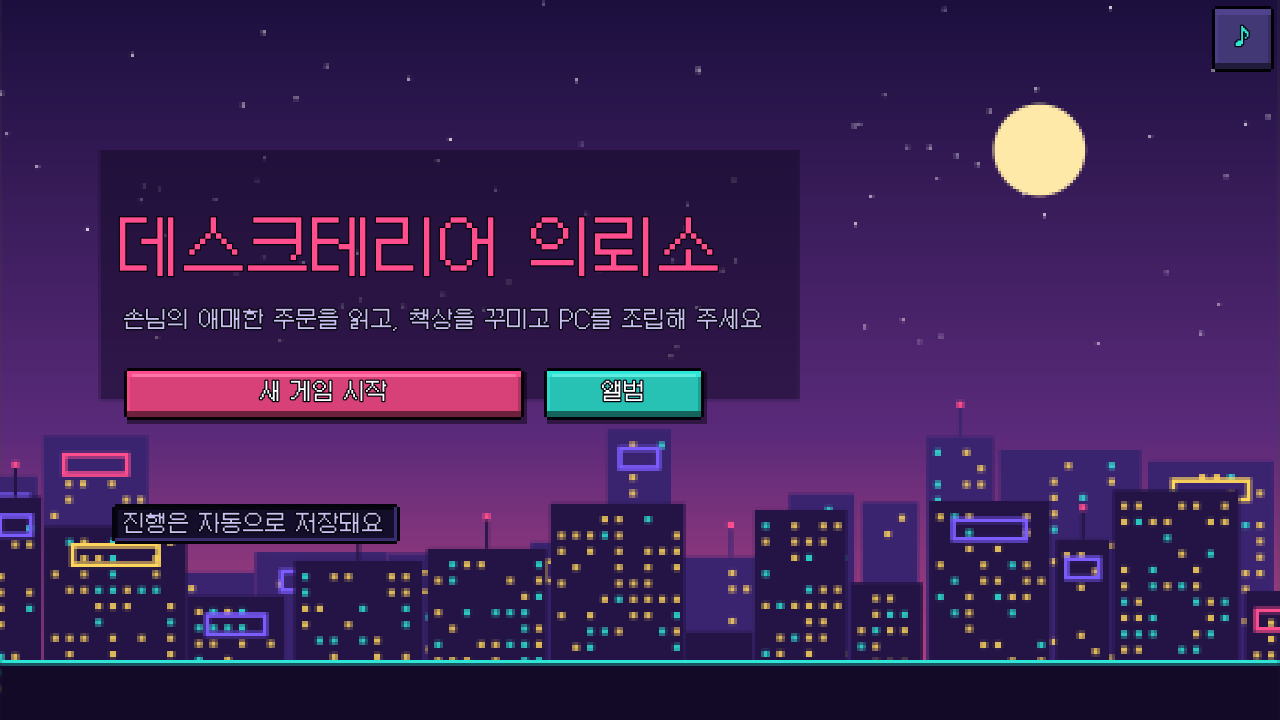 ♪
데스크테리어 의뢰소
손님의 애매한 주문을 읽고, 책상을 꾸미고 PC를 조립해 주세요
새 게임 시작
앨범
진행은 자동으로 저장돼요